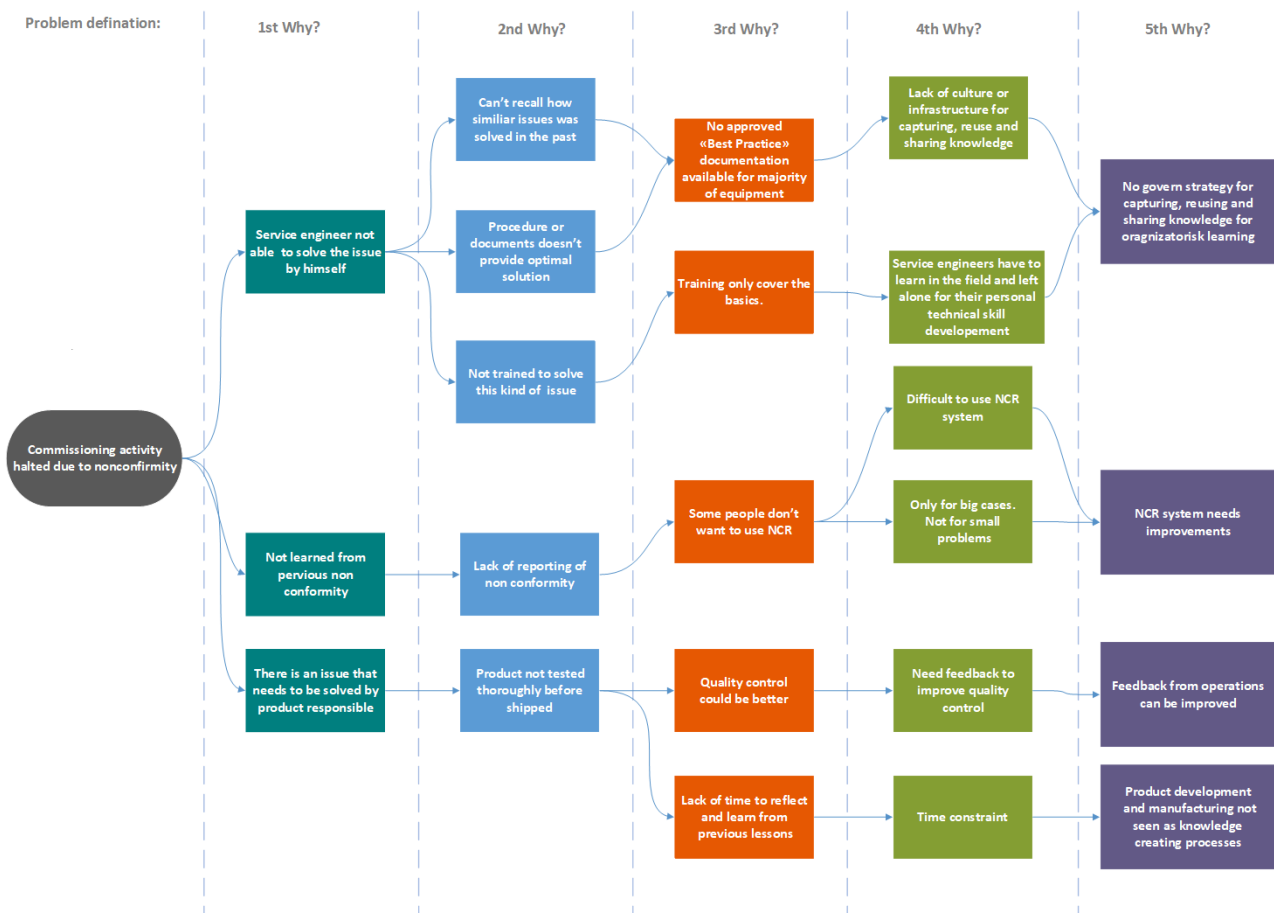 Problem defination:
1st Why?
2nd Why?
3rd Why?
4th Why?
5th Why?
Commissioning activity
halted due to nonconfirmity
Service engineer not
able to solve the issue
by himself
Not learned from
pervious non
conformity
There is an issue that
needs to be solved by
product responsible
Can't recall how
similiar issues was
solved in the past
Procedure or
documents doesn't
provide optimal
solution
Not trained to solve
this kind of issue
Lack of reporting of
non conformity
Product not tested
thoroughly before
shipped
No approved
«Best Practice»
documentation
available for majority
of equipment
Training only cover the
basics.
Some people don't
want to use NCR
Quality control
could be better
Lack of time to reflect
and learn from
previous lessons
Lack of culture or
infrastructure for
capturing, reuse and
sharing knowledge
Service engineers have to
learn in the field and left
alone for their personal
technical skill
developement
Difficult to use NCR
system
Only for big cases.
Not for small
problems
Need feedback to
improve quality
control
Time constraint
No govern strategy for
capturing, reusing and
sharing knowledge for
oragnizatorisk learning
NCR system needs
improvements
Feedback from operations
can be improved
Product development
and manufacturing not
seen as knowledge
creating processes